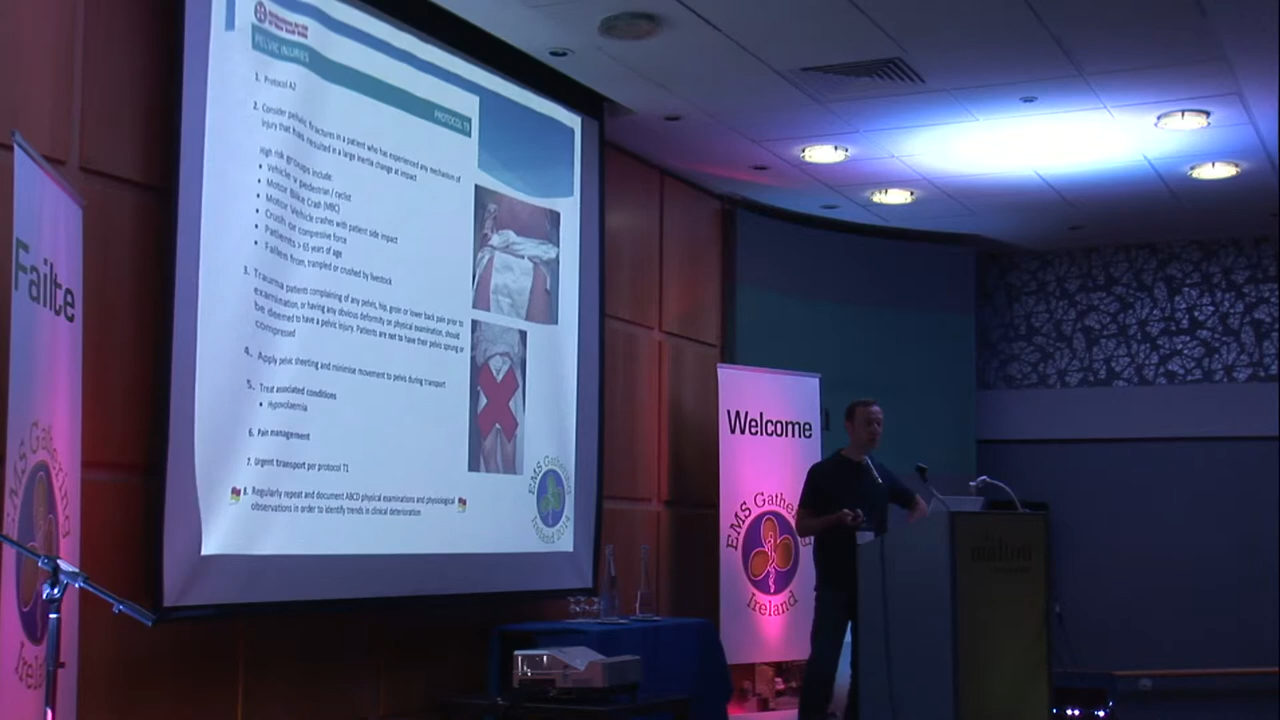 Failte
EMS Gathering
Ireland
PELVIC INJURIES
PROTOCOL T9
1. Protocol A2
2. Consider pelvic fractures in a patient who has experienced any mechanism of
injury that has resulted in a large inertia change at impact
High risk groups include:
• Vehicle v pedestrian / cyclist
• Motor Bike Crash (MBC)
• Motor Vehicle crashes with patient side impact
• Crush or compressive force
• Patients > 65 years of age
• Fallen from, trampled or crushed by livestock
3. Trauma patients complaining of any pelvis, hip, groin or lower back pain prior to
examination, or having any obvious deformity on physical examination, should
be deemed to have a pelvic injury. Patients are not to have their pelvis sprung or
compressed
4. Apply pelvic sheeting and minimise movement to pelvis during transport
5. Treat associated conditions
• Hypovolaemia
6. Pain management
7. Urgent transport per protocol T1
8. Regularly repeat and document ABCD physical examinations and physiological
observations in order to identify trends in clinical deterioration
EMS Gathering
Ireland 2014
Welcome
EMS Gathering
Ireland